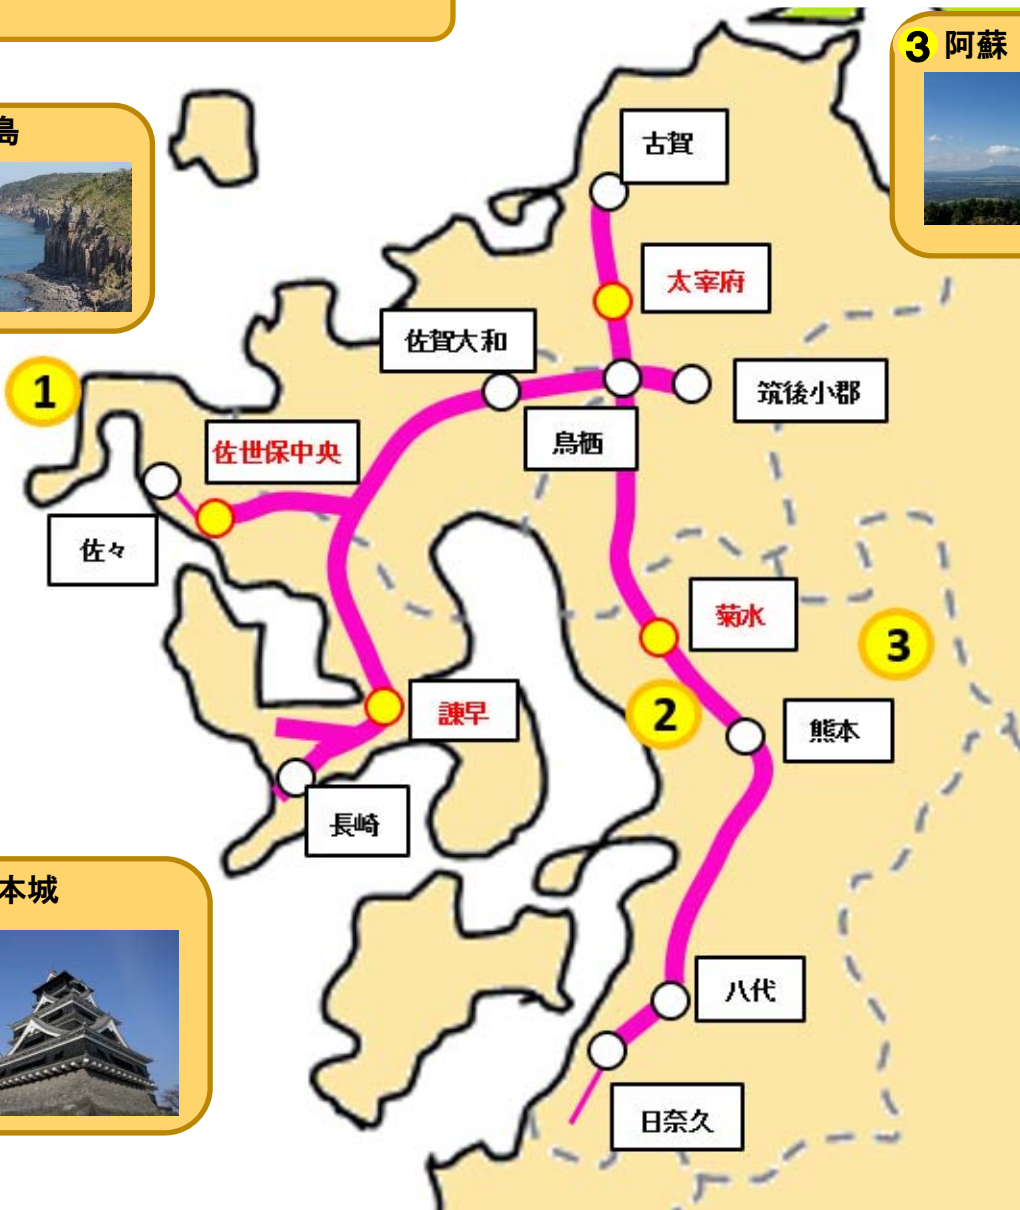 3 阿蘇
島
古賀
太宰府
佐賀大和
筑後小郡
1
鳥栖
佐世保中央
佐々
菊水
3
2
諫早
熊本
長崎
本城
八代
日奈久